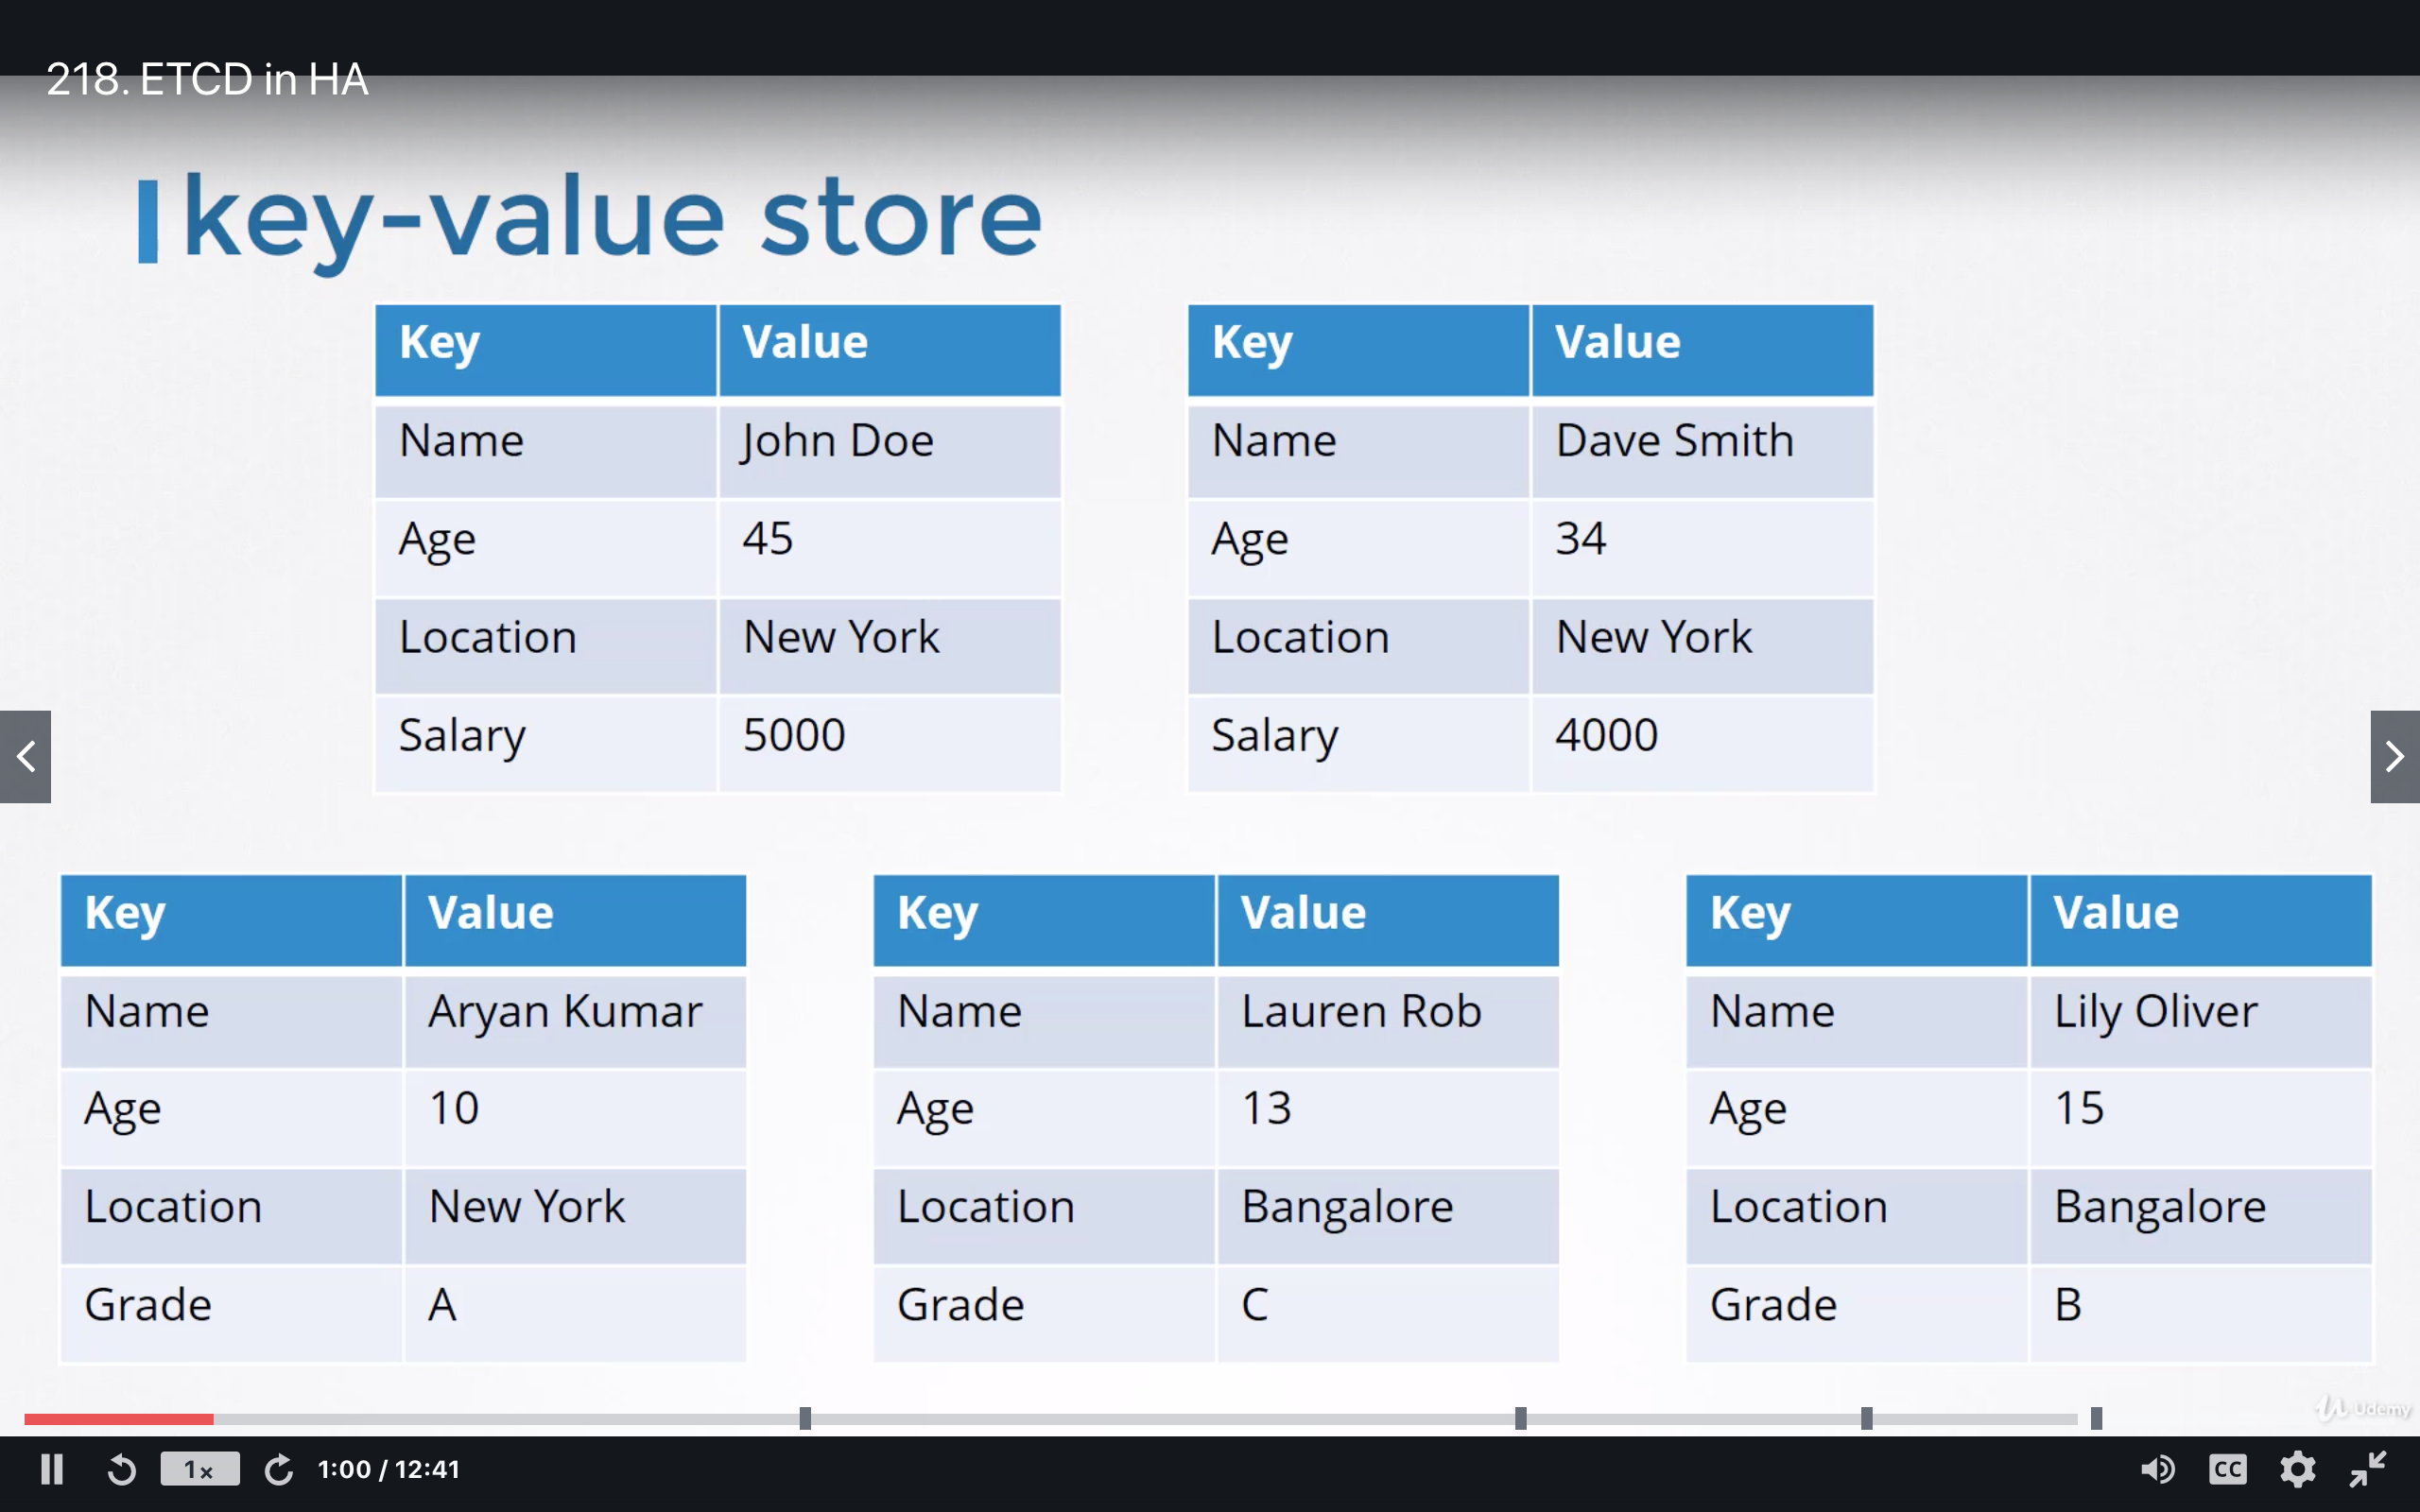 218. ETCD in HA
key-value store
Key Value
Name John Doe
Age 45
Location New York
Salary 5000
Key Value
Name Dave Smith
Age 34
Location New York
Salary 4000
Key Value
Name Aryan Kumar
Age 10
Location New York
Grade A
Key Value
Name Lauren Rob
Age 13
Location Bangalore
Grade C
Key Value
Name Lily Oliver
Age 15
Location Bangalore
Grade B
Udemy
1x 1:00 / 12:41 CC